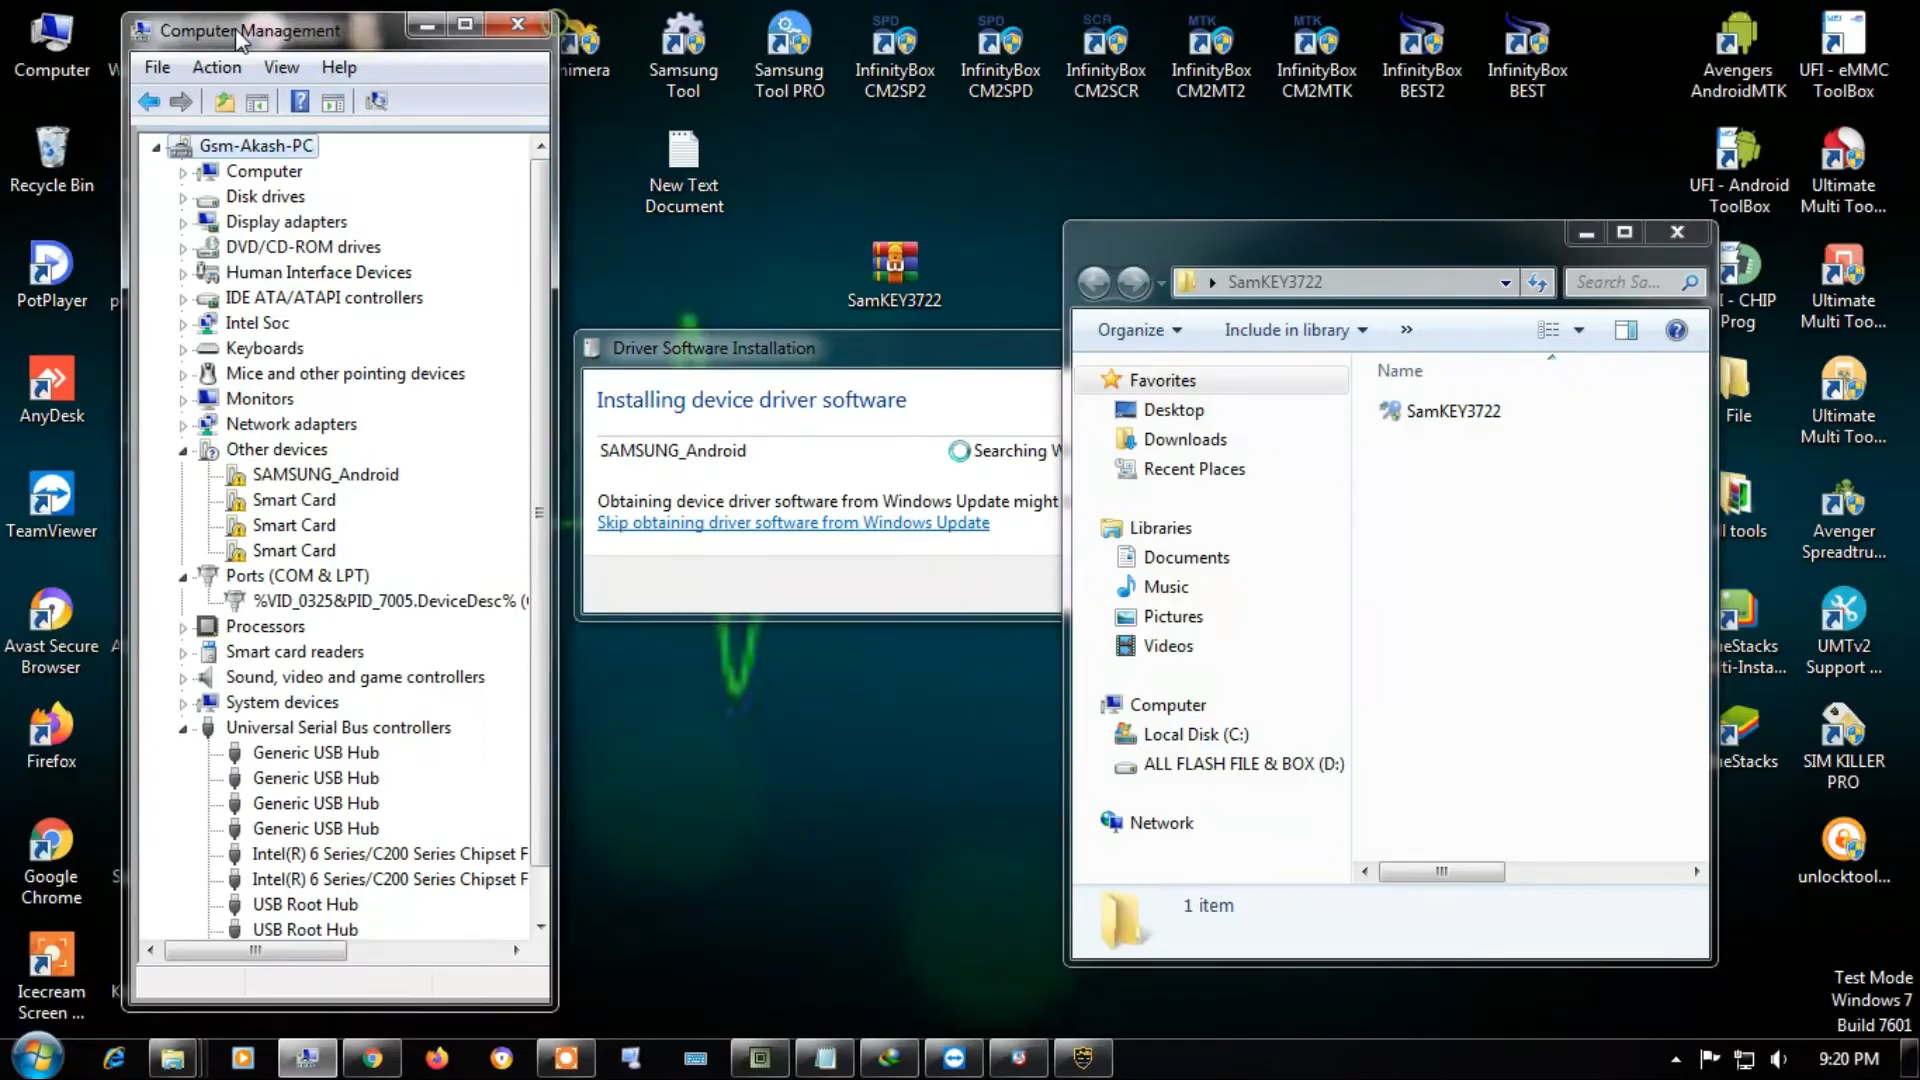 Computer Management
File Action View Help
Gsm-Akash-PC
Computer
Disk drives
Display adapters
DVD/CD-ROM drives
Human Interface Devices
IDE ATA/ATAPI controllers
Intel Soc
Keyboards
Mice and other pointing devices
Monitors
Network adapters
Other devices
SAMSUNG_Android
Smart Card
Smart Card
Smart Card
Ports (COM & LPT)
%VID_0325&PID_7005.DeviceDesc% (
Processors
Smart card readers
Sound, video and game controllers
System devices
Universal Serial Bus controllers
Generic USB Hub
Generic USB Hub
Generic USB Hub
Generic USB Hub
Intel(R) 6 Series/C200 Series Chipset F
Intel(R) 6 Series/C200 Series Chipset F
USB Root Hub
USB Root Hub
Computer
Recycle Bin
PotPlayer
AnyDesk
TeamViewer
Avast Secure
Browser
Firefox
Google
Chrome
Icecream
Screen ...
himera
Samsung
Tool
Samsung
Tool PRO
SPD
InfinityBox
CM2SP2
SPD
InfinityBox
CM2SPD
SCR
InfinityBox
CM2SCR
MTK
InfinityBox
CM2MT2
MTK
InfinityBox
CM2MTK
InfinityBox
BEST2
InfinityBox
BEST
Avengers
AndroidMTK
UFI - eMMC
ToolBox
New Text
Document
SamKEY3722
UFI - Android
ToolBox
Ultimate
Multi Too...
I - CHIP
Prog
Ultimate
Multi Too...
File
Ultimate
Multi Too...
ll tools
Avenger
Spreadtru...
eStacks
ti-Insta...
UMTv2
Support ...
eStacks
SIM KILLER
PRO
unlocktool...
Driver Software Installation
Installing device driver software
SAMSUNG_Android
Searching W
Obtaining device driver software from Windows Update might
Skip obtaining driver software from Windows Update
SamKEY3722
Search Sa...
Organize
Include in library
»
Favorites
Desktop
Downloads
Recent Places
Libraries
Documents
Music
Pictures
Videos
Computer
Local Disk (C:)
ALL FLASH FILE & BOX (D:)
Network
Name
SamKEY3722
1 item
Test Mode
Windows 7
Build 7601
9:20 PM